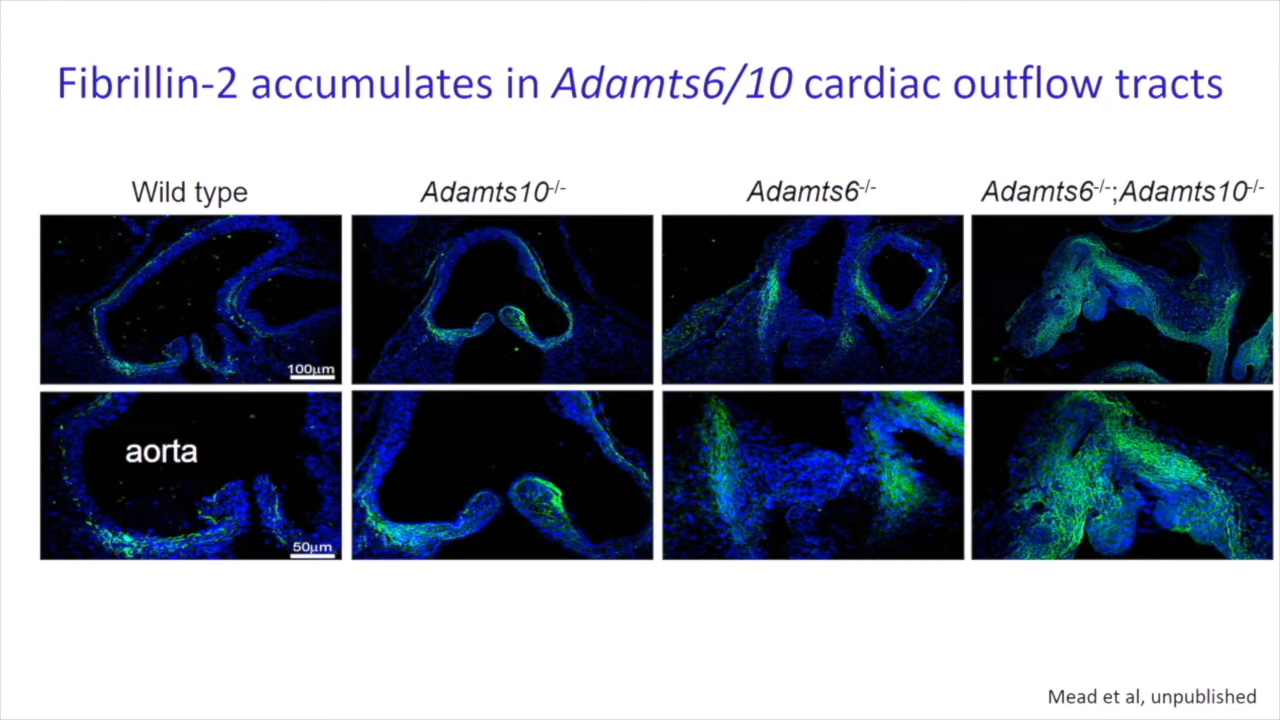 Fibrillin-2 accumulates in Adamts6/10 cardiac outflow tracts
Wild type
Adamts10-/-
Adamts6-/-
Adamts6-/-;Adamts10-/-
100μm
aorta
50μm
Mead et al, unpublished